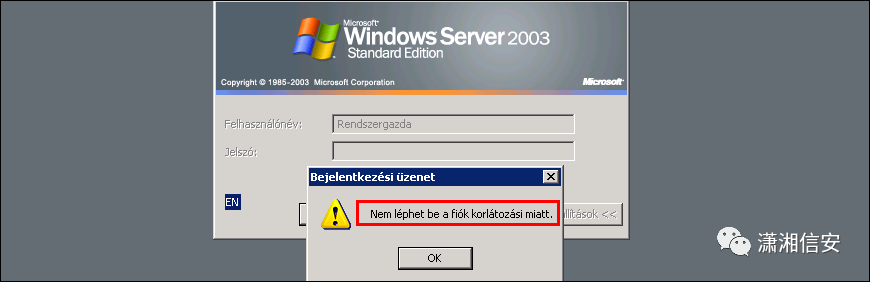 Microsoft®
Windows Server 2003
Standard Edition
Copyright © 1985-2003 Microsoft Corporation
Microsoft
Felhasználónév:
Rendszergazda
Jelszó:
Bejelentkezési üzenet
EN
Nem léphet be a fiók korlátozási miatt.
állítások <<
OK
潇湘信安